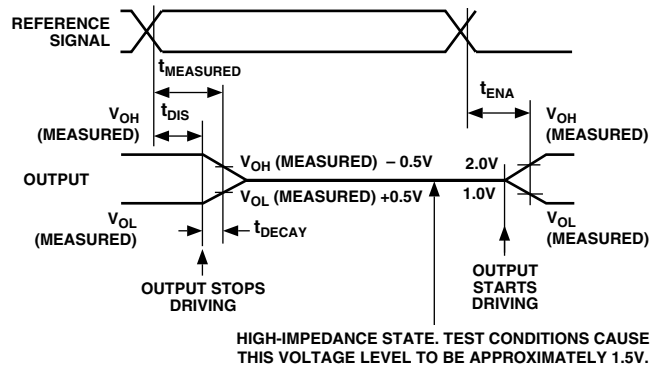 REFERENCE
SIGNAL
tMEASURED
tDIS
tENA
VOH
(MEASURED)
VOH
(MEASURED)
VOH (MEASURED) – 0.5V
2.0V
OUTPUT
VOL (MEASURED) +0.5V
1.0V
VOL
(MEASURED)
tDECAY
VOL
(MEASURED)
OUTPUT STOPS
DRIVING
OUTPUT
STARTS
DRIVING
HIGH-IMPEDANCE STATE. TEST CONDITIONS CAUSE
THIS VOLTAGE LEVEL TO BE APPROXIMATELY 1.5V.